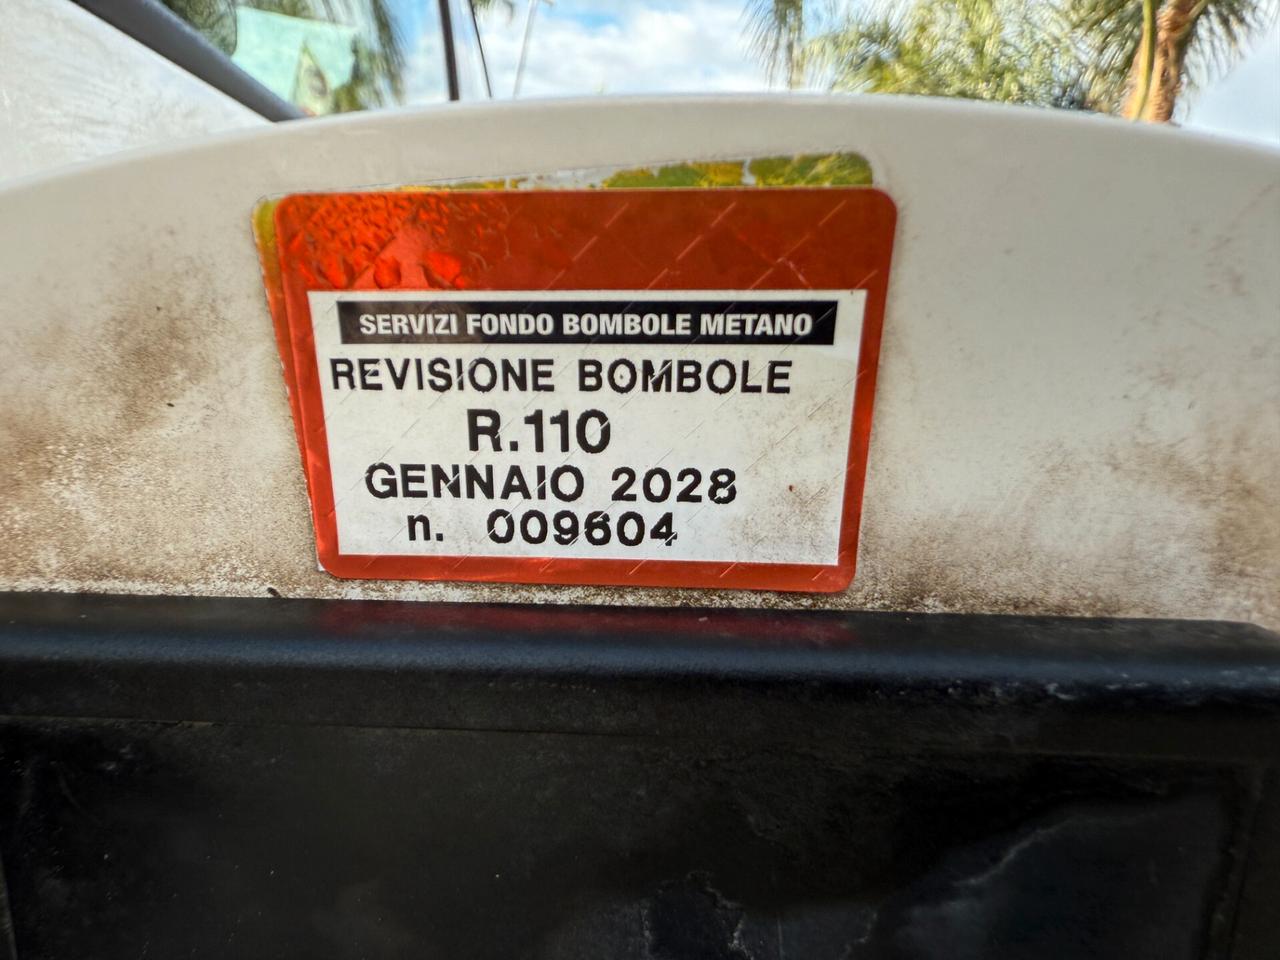 SERVIZI FONDO BOMBOLE METANO
REVISIONE BOMBOLE
R.110
GENNAIO 2028
n. 009604